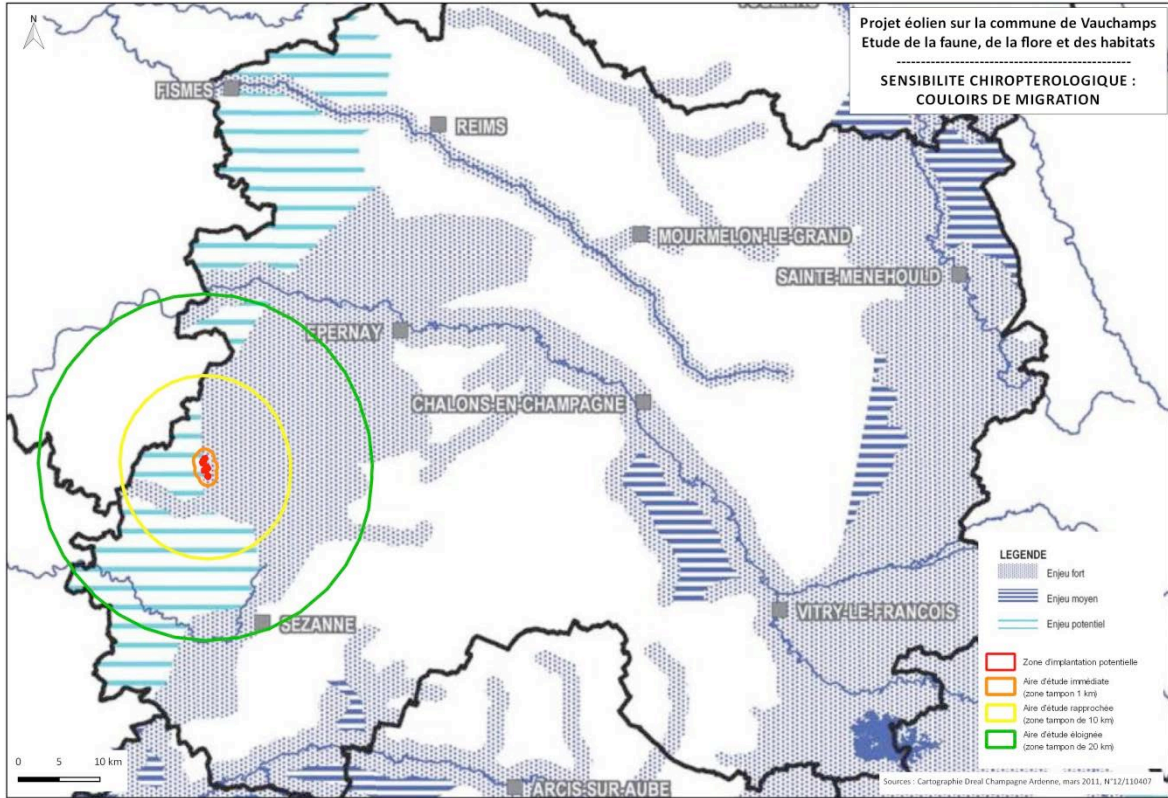 N
Projet éolien sur la commune de Vauchamps
Etude de la faune, de la flore et des habitats
------------------------------------------------
SENSIBILITE CHIROPTEROLOGIQUE :
COULOIRS DE MIGRATION
FISMES
REIMS
MOURMELON-LE-GRAND
SAINTE-MENEHOULD
EPERNAY
CHALONS-EN-CHAMPAGNE
VITRY-LE-FRANCOIS
SEZANNE
ARCIS-SUR-AUBE
LEGENDE
Enjeu fort
Enjeu moyen
Enjeu potentiel
Zone d'implantation potentielle
Aire d'étude immédiate
(zone tampon 1 km)
Aire d'étude rapprochée
(zone tampon de 10 km)
Aire d'étude éloignée
(zone tampon de 20 km)
0 5 10 km
Sources : Cartographie Dreal Champagne Ardenne, mars 2011, N°12/110407